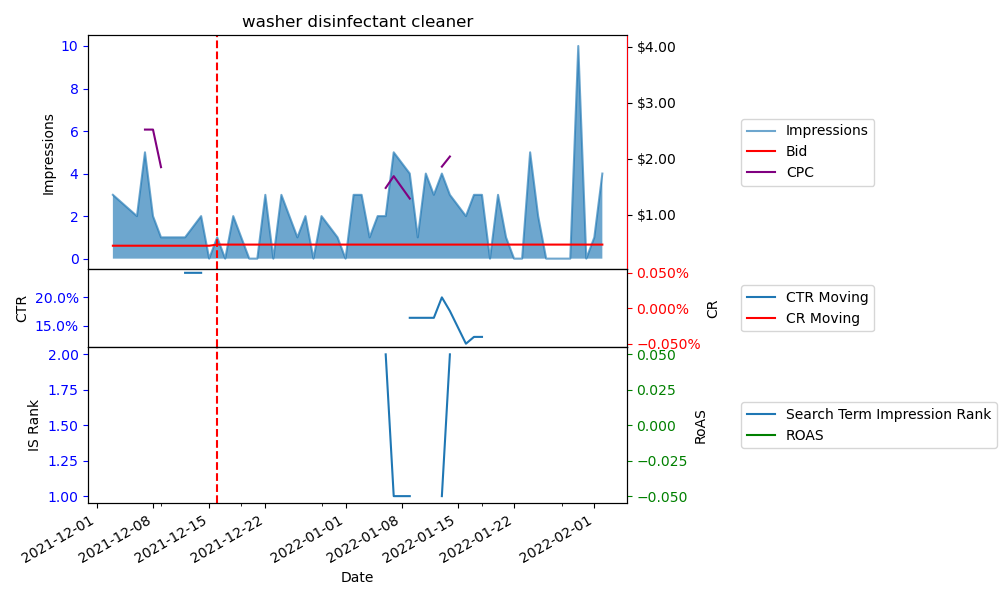 washer disinfectant cleaner
Impressions
10
8
6
4
2
0
$4.00
$3.00
$2.00
$1.00
Impressions
Bid
CPC
CTR
20.0%
15.0%
0.050%
0.000%
−0.050%
CR
CTR Moving
CR Moving
IS Rank
2.00
1.75
1.50
1.25
1.00
0.050
0.025
0.000
−0.025
−0.050
RoAS
Search Term Impression Rank
ROAS
2021-12-01
2021-12-08
2021-12-15
2021-12-22
2022-01-01
2022-01-08
2022-01-15
2022-01-22
2022-02-01
Date